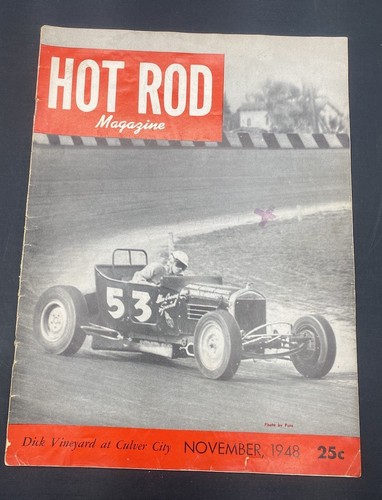 HOT ROD
Magazine
53
Photo by Pete
Dick Vineyard at Culver City NOVEMBER, 1948 25c